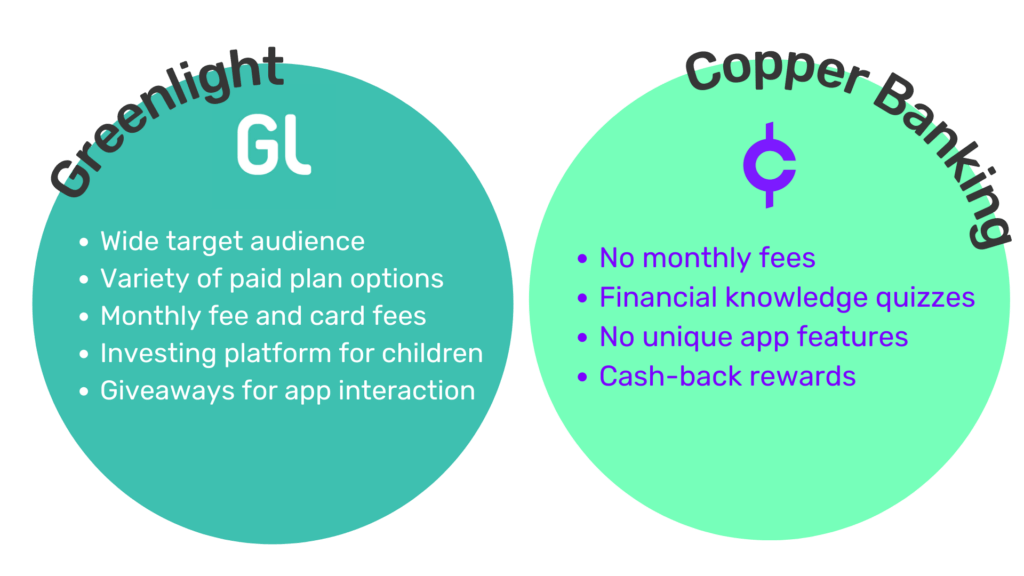 Greenlight
Gl
• Wide target audience
• Variety of paid plan options
• Monthly fee and card fees
• Investing platform for children
• Giveaways for app interaction
Copper Banking
• No monthly fees
• Financial knowledge quizzes
• No unique app features
• Cash-back rewards